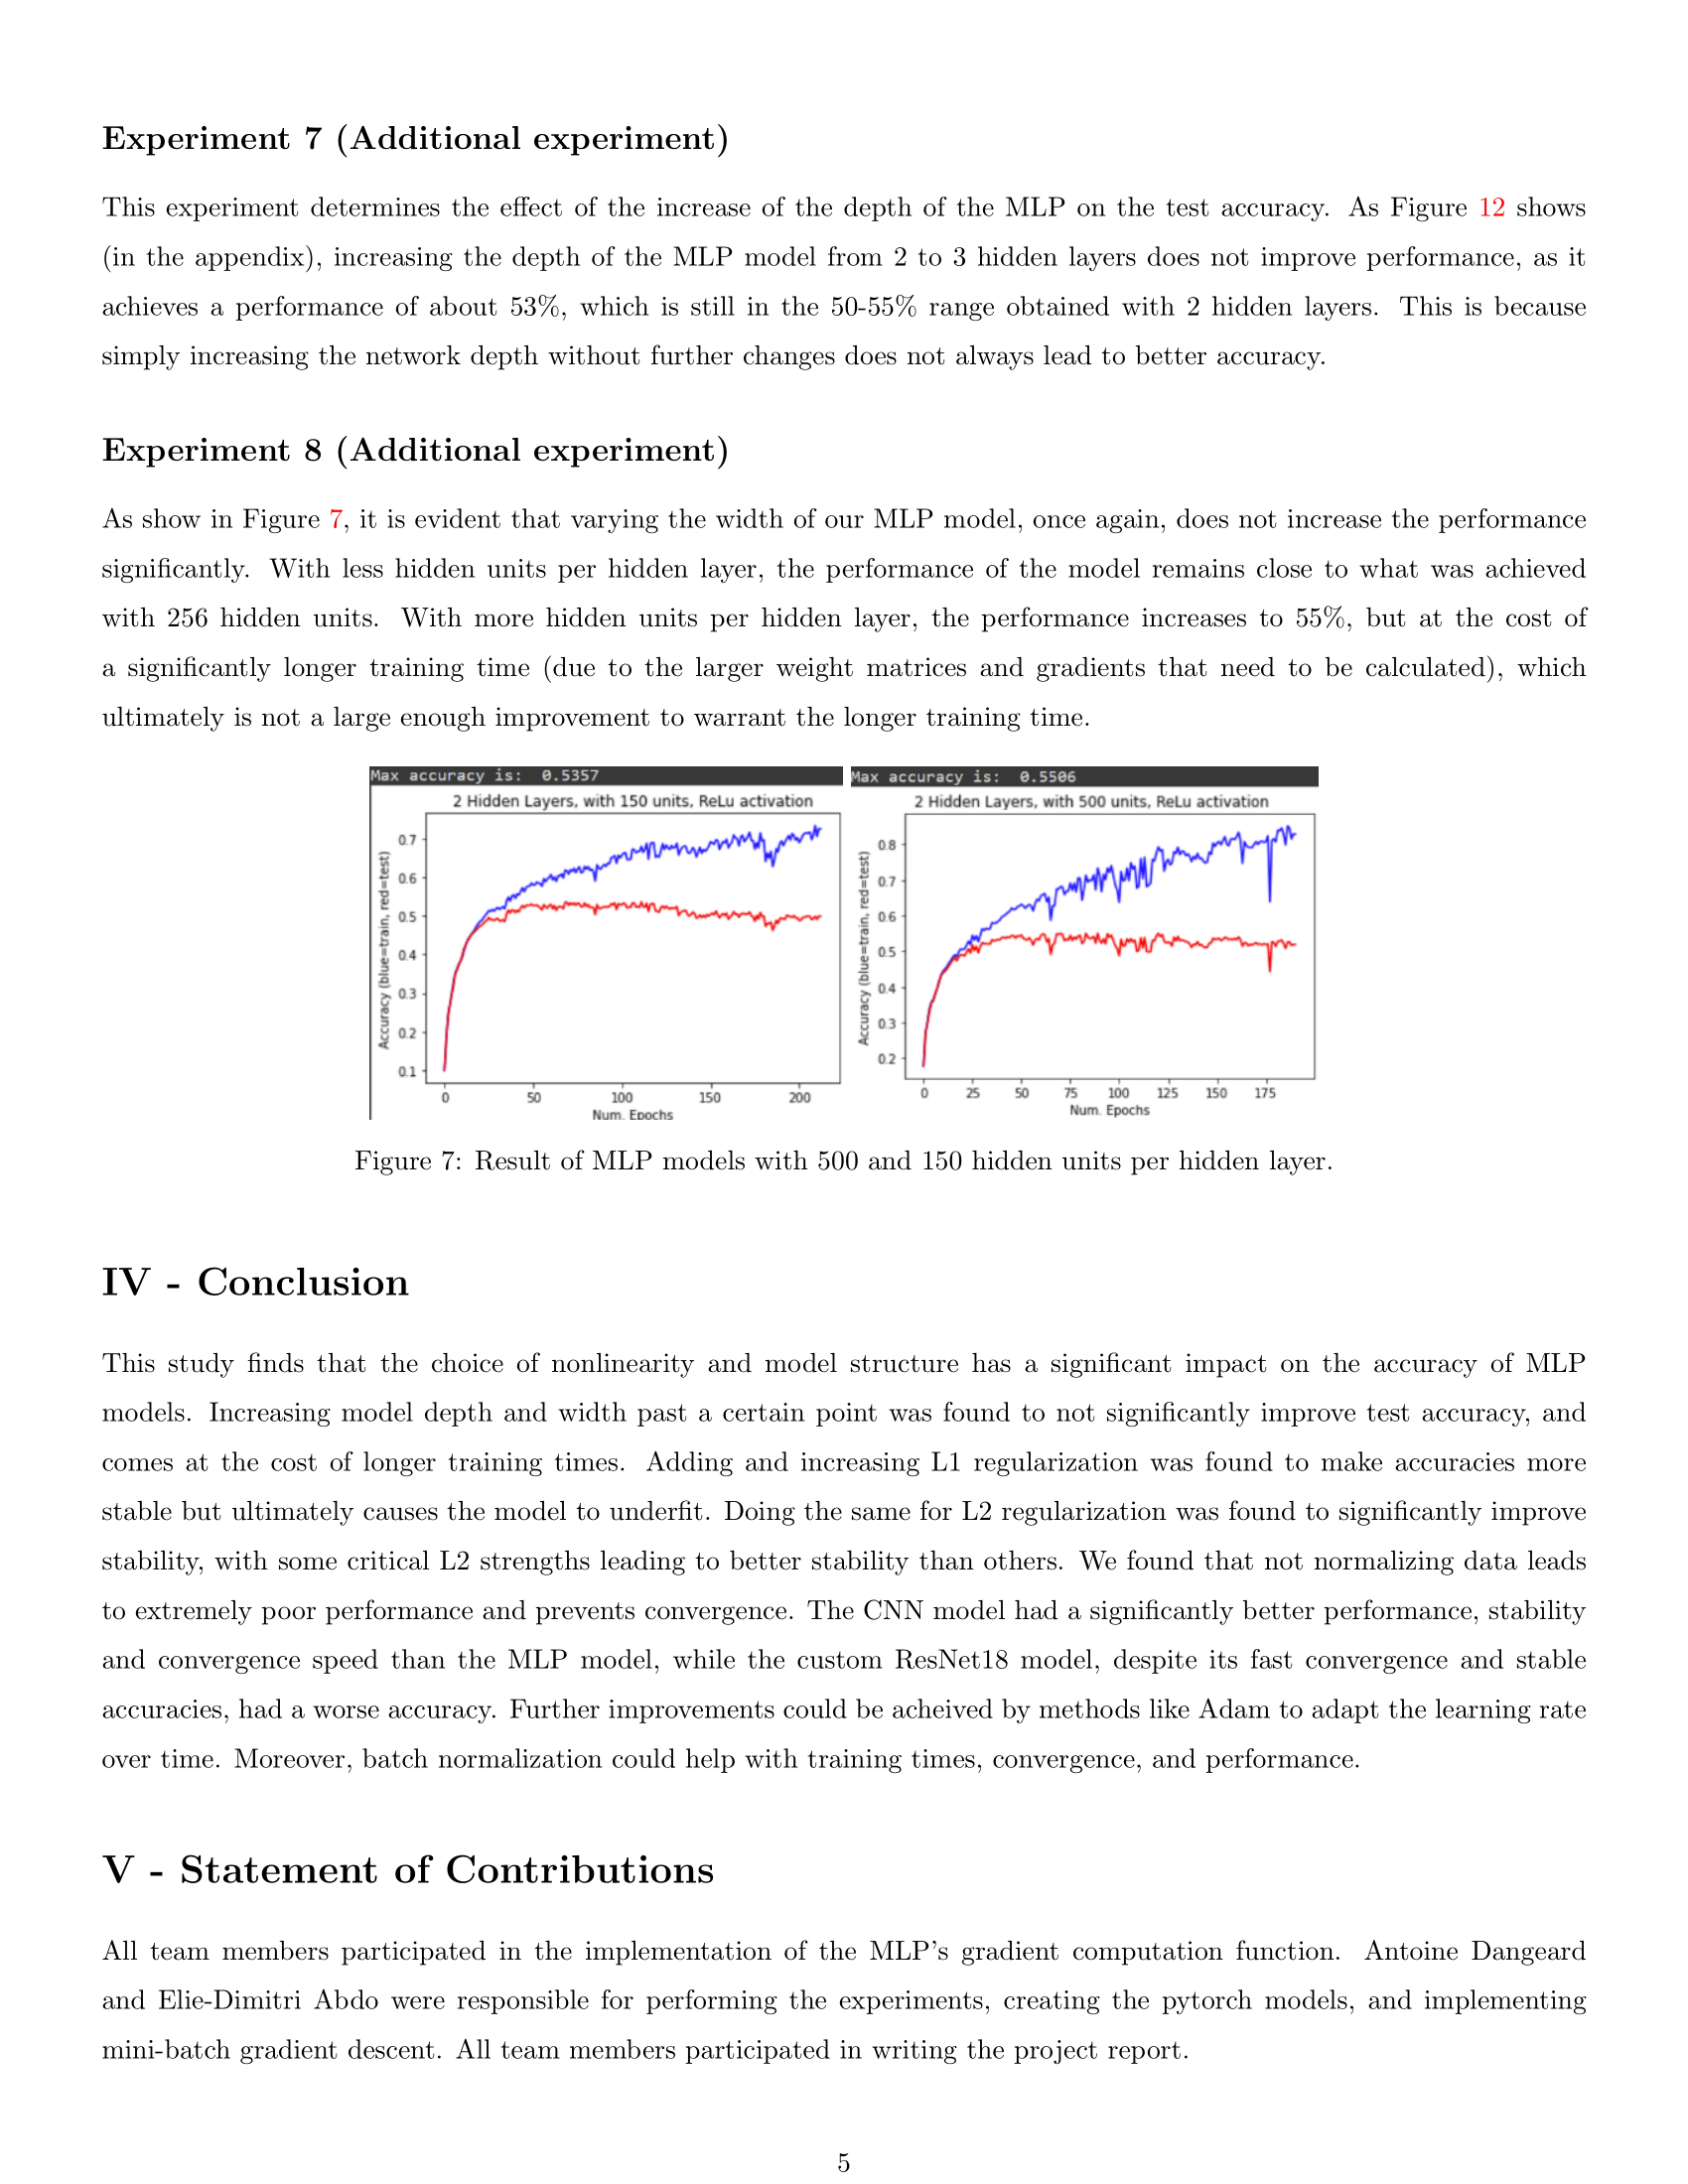 Experiment 7 (Additional experiment)
This experiment determines the effect of the increase of the depth of the MLP on the test accuracy. As Figure 12 shows
(in the appendix), increasing the depth of the MLP model from 2 to 3 hidden layers does not improve performance, as it
achieves a performance of about 53%, which is still in the 50-55% range obtained with 2 hidden layers. This is because
simply increasing the network depth without further changes does not always lead to better accuracy.
Experiment 8 (Additional experiment)
As show in Figure 7, it is evident that varying the width of our MLP model, once again, does not increase the performance
significantly. With less hidden units per hidden layer, the performance of the model remains close to what was achieved
with 256 hidden units. With more hidden units per hidden layer, the performance increases to 55%, but at the cost of
a significantly longer training time (due to the larger weight matrices and gradients that need to be calculated), which
ultimately is not a large enough improvement to warrant the longer training time.
Max accuracy is: 0.5357
2 Hidden Layers, with 150 units, ReLu activation
Accuracy (blue=train, red=test)
0.7
0.6
0.5
0.4
0.3
0.2
0.1
0 50 100 150 200
Num. Epochs
Max accuracy is: 0.5506
2 Hidden Layers, with 500 units, ReLu activation
Accuracy (blue=train, red=test)
0.8
0.7
0.6
0.5
0.4
0.3
0.2
0 25 50 75 100 125 150 175
Num. Epochs
Figure 7: Result of MLP models with 500 and 150 hidden units per hidden layer.
IV - Conclusion
This study finds that the choice of nonlinearity and model structure has a significant impact on the accuracy of MLP
models. Increasing model depth and width past a certain point was found to not significantly improve test accuracy, and
comes at the cost of longer training times. Adding and increasing L1 regularization was found to make accuracies more
stable but ultimately causes the model to underfit. Doing the same for L2 regularization was found to significantly improve
stability, with some critical L2 strengths leading to better stability than others. We found that not normalizing data leads
to extremely poor performance and prevents convergence. The CNN model had a significantly better performance, stability
and convergence speed than the MLP model, while the custom ResNet18 model, despite its fast convergence and stable
accuracies, had a worse accuracy. Further improvements could be acheived by methods like Adam to adapt the learning rate
over time. Moreover, batch normalization could help with training times, convergence, and performance.
V - Statement of Contributions
All team members participated in the implementation of the MLP's gradient computation function. Antoine Dangeard
and Elie-Dimitri Abdo were responsible for performing the experiments, creating the pytorch models, and implementing
mini-batch gradient descent. All team members participated in writing the project report.
5